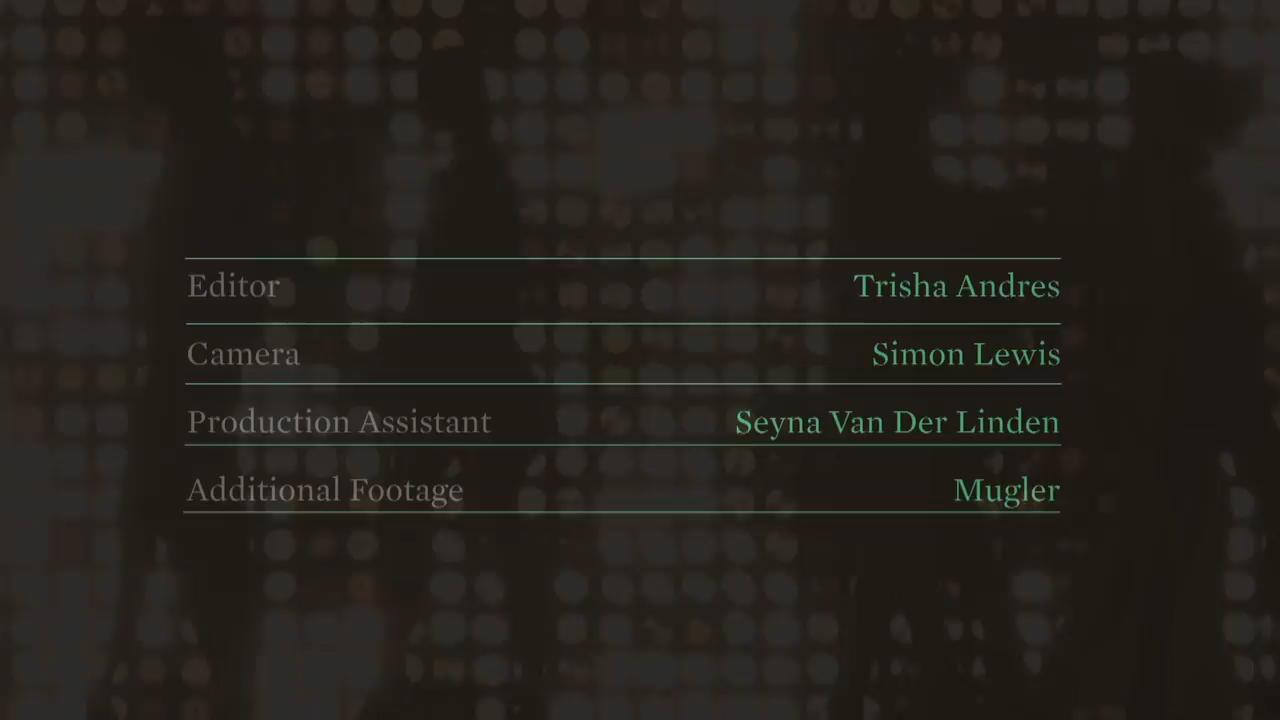 Editor Trisha Andres
Camera Simon Lewis
Production Assistant Seyna Van Der Linden
Additional Footage Mugler